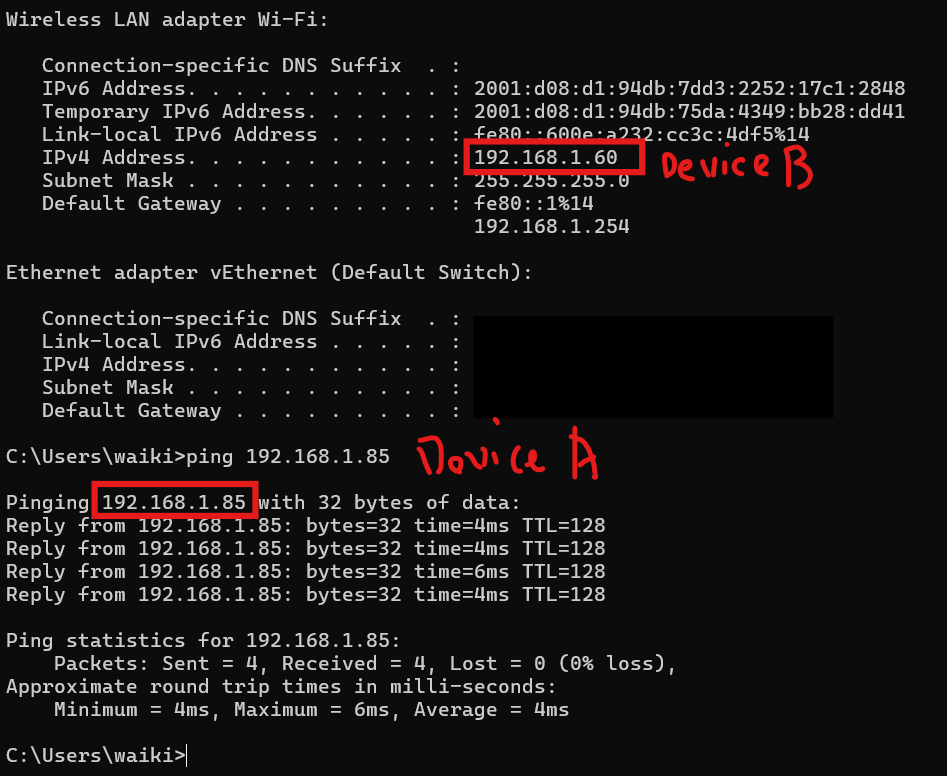 Wireless LAN adapter Wi-Fi:
Connection-specific DNS Suffix  . :
IPv6 Address. . . . . . . . . . . : 2001:d08:d1:94db:7dd3:2252:17c1:2848
Temporary IPv6 Address. . . . . . : 2001:d08:d1:94db:75da:4349:bb28:dd41
Link-local IPv6 Address . . . . . : fe80::600e:a232:cc3c:4df5%14
IPv4 Address. . . . . . . . . . . : 192.168.1.60 Device B
Subnet Mask . . . . . . . . . . . : 255.255.255.0
Default Gateway . . . . . . . . . : fe80::1%14
192.168.1.254
Ethernet adapter vEthernet (Default Switch):
Connection-specific DNS Suffix  . :
Link-local IPv6 Address . . . . . :
IPv4 Address. . . . . . . . . . . :
Subnet Mask . . . . . . . . . . . :
Default Gateway . . . . . . . . . :
C:\Users\waiki>ping 192.168.1.85 Device A
Pinging 192.168.1.85 with 32 bytes of data:
Reply from 192.168.1.85: bytes=32 time=4ms TTL=128
Reply from 192.168.1.85: bytes=32 time=4ms TTL=128
Reply from 192.168.1.85: bytes=32 time=6ms TTL=128
Reply from 192.168.1.85: bytes=32 time=4ms TTL=128
Ping statistics for 192.168.1.85:
Packets: Sent = 4, Received = 4, Lost = 0 (0% loss),
Approximate round trip times in milli-seconds:
Minimum = 4ms, Maximum = 6ms, Average = 4ms
C:\Users\waiki>